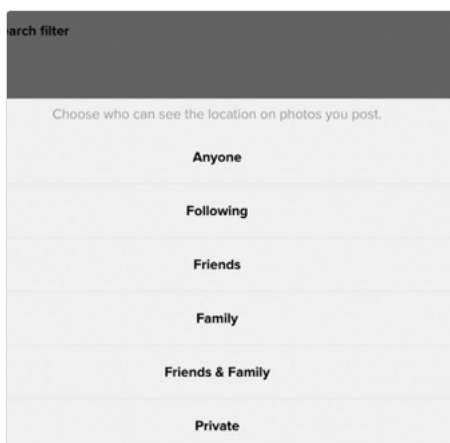 arch filter
Choose who can see the location on photos you post.
Anyone
Following
Friends
Family
Friends & Family
Private